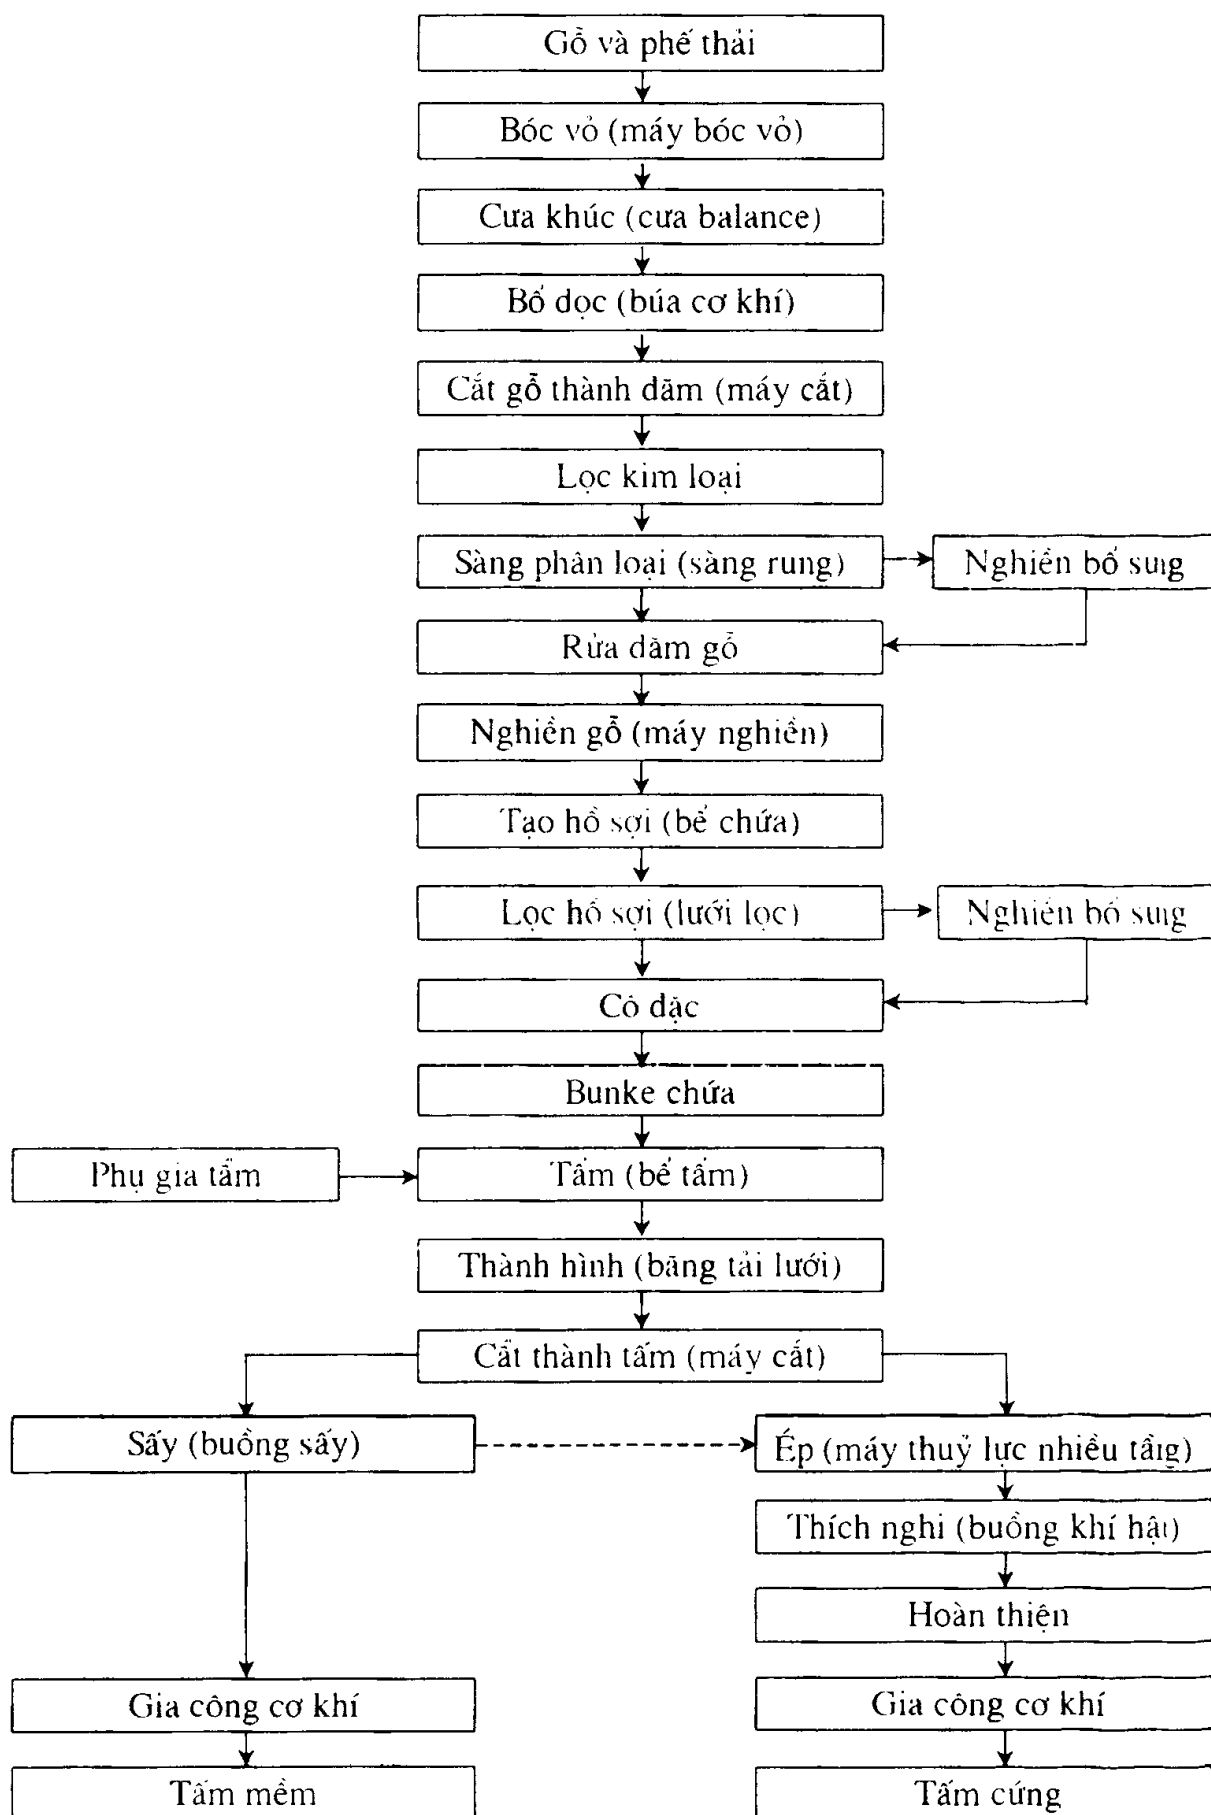 Gỗ và phế thải
Bóc vỏ (máy bóc vỏ)
Cưa khúc (cưa balance)
Bổ dọc (búa cơ khí)
Cắt gỗ thành dăm (máy cắt)
Lọc kim loại
Sàng phân loại (sàng rung)
Nghiền bổ sung
Rửa dăm gỗ
Nghiền gỗ (máy nghiền)
Tạo hồ sợi (bể chứa)
Lọc hồ sợi (lưới lọc)
Nghiền bổ sung
Cô đặc
Bunke chứa
Phụ gia tẩm
Tẩm (bể tẩm)
Thành hình (băng tải lưới)
Cắt thành tấm (máy cắt)
Sấy (buồng sấy)
Ép (máy thuỷ lực nhiều tầng)
Thích nghi (buồng khí hậu)
Hoàn thiện
Gia công cơ khí
Gia công cơ khí
Tấm mềm
Tấm cứng